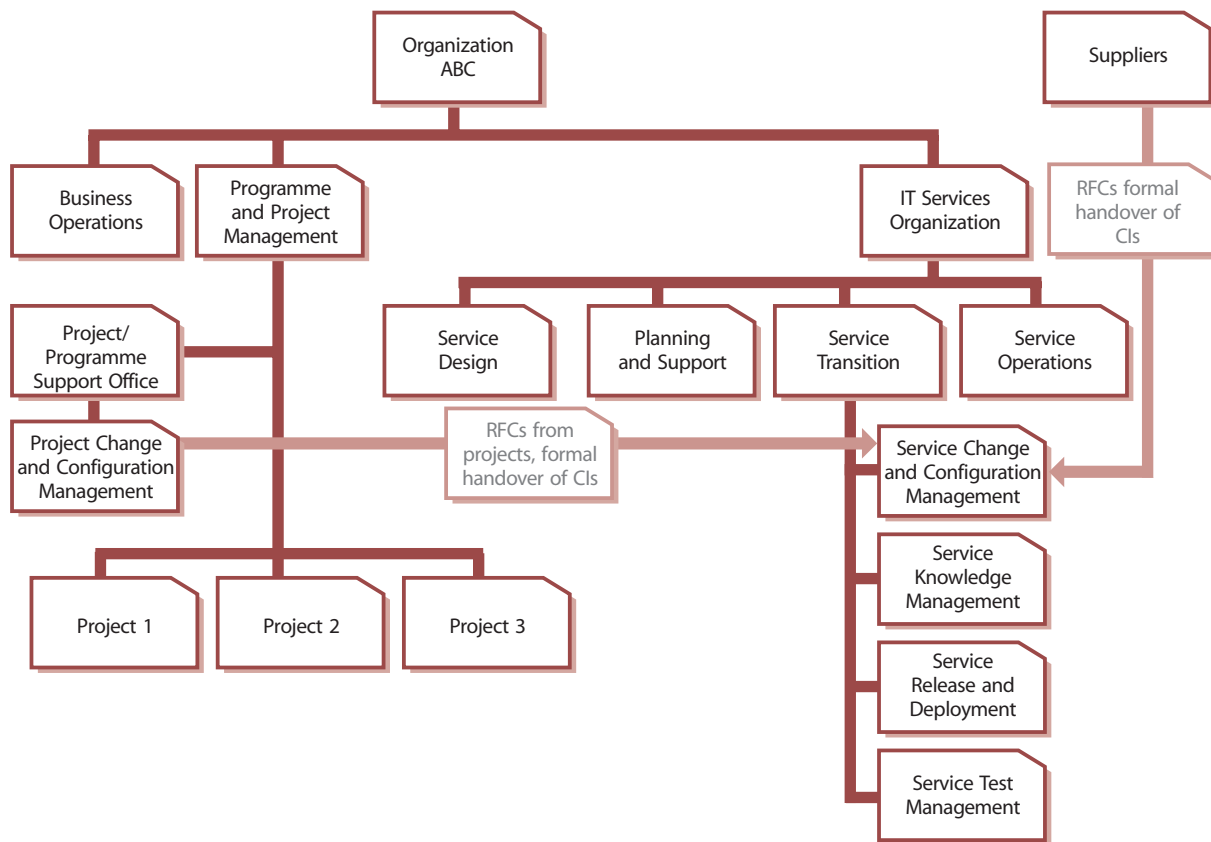 Organization
ABC
Suppliers
Business
Operations
Programme
and Project
Management
IT Services
Organization
RFCs formal
handover of
CIs
Project/
Programme
Support Office
Service
Design
Planning
and Support
Service
Transition
Service
Operations
Project Change
and Configuration
Management
RFCs from
projects, formal
handover of CIs
Service Change
and Configuration
Management
Service
Knowledge
Management
Project 1
Project 2
Project 3
Service
Release and
Deployment
Service Test
Management